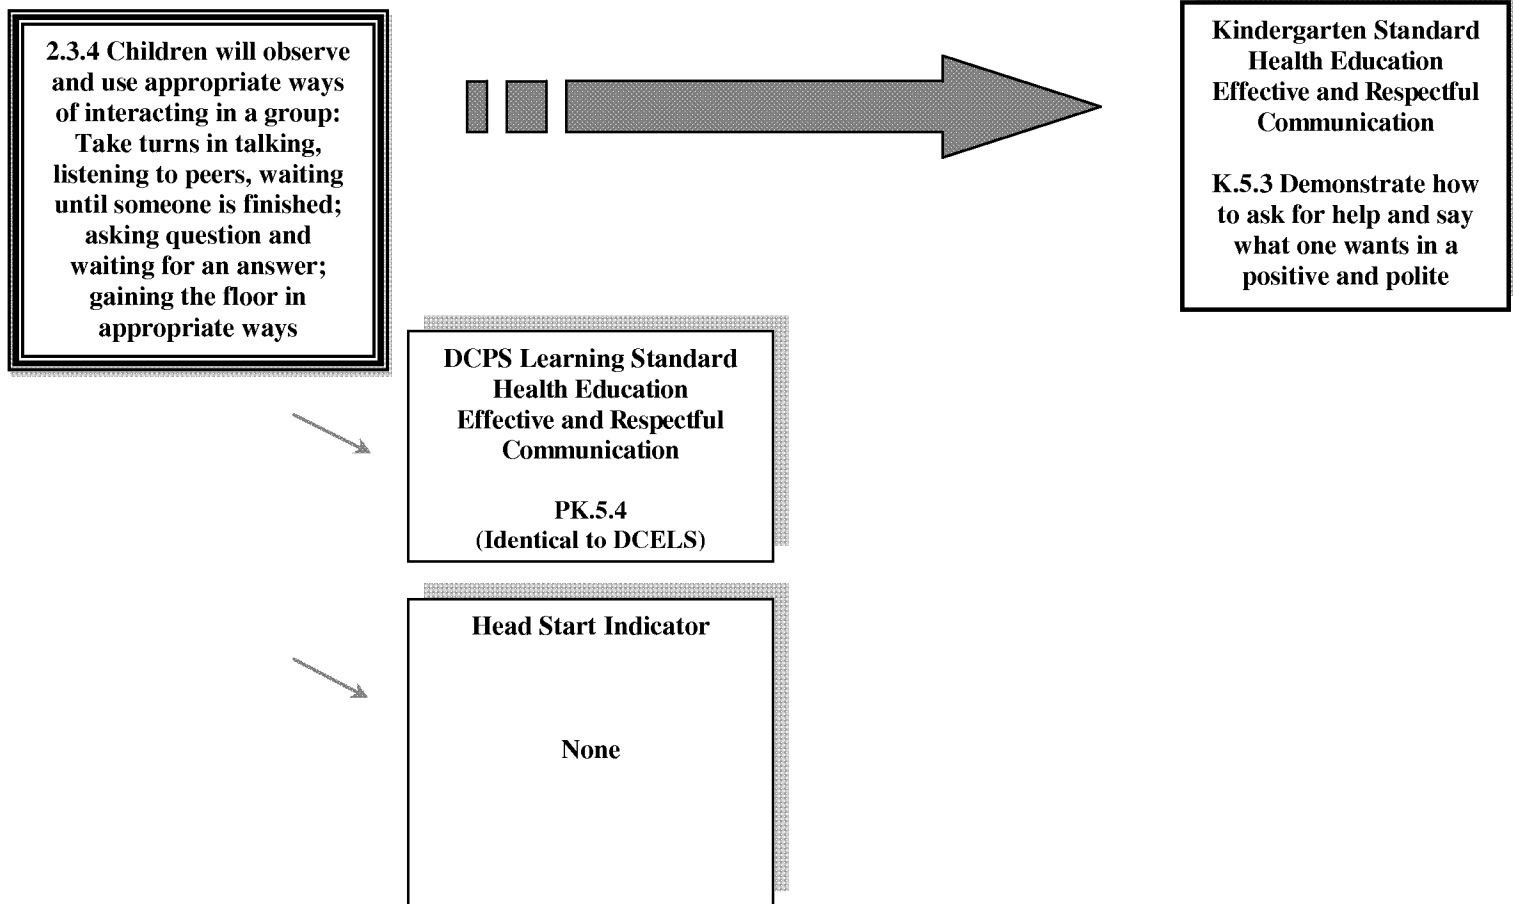 2.3.4 Children will observe
and use appropriate ways
of interacting in a group:
Take turns in talking,
listening to peers, waiting
until someone is finished;
asking question and
waiting for an answer;
gaining the floor in
appropriate ways
Kindergarten Standard
Health Education
Effective and Respectful
Communication
K.5.3 Demonstrate how
to ask for help and say
what one wants in a
positive and polite
DCPS Learning Standard
Health Education
Effective and Respectful
Communication
PK.5.4
(Identical to DCELS)
Head Start Indicator
None